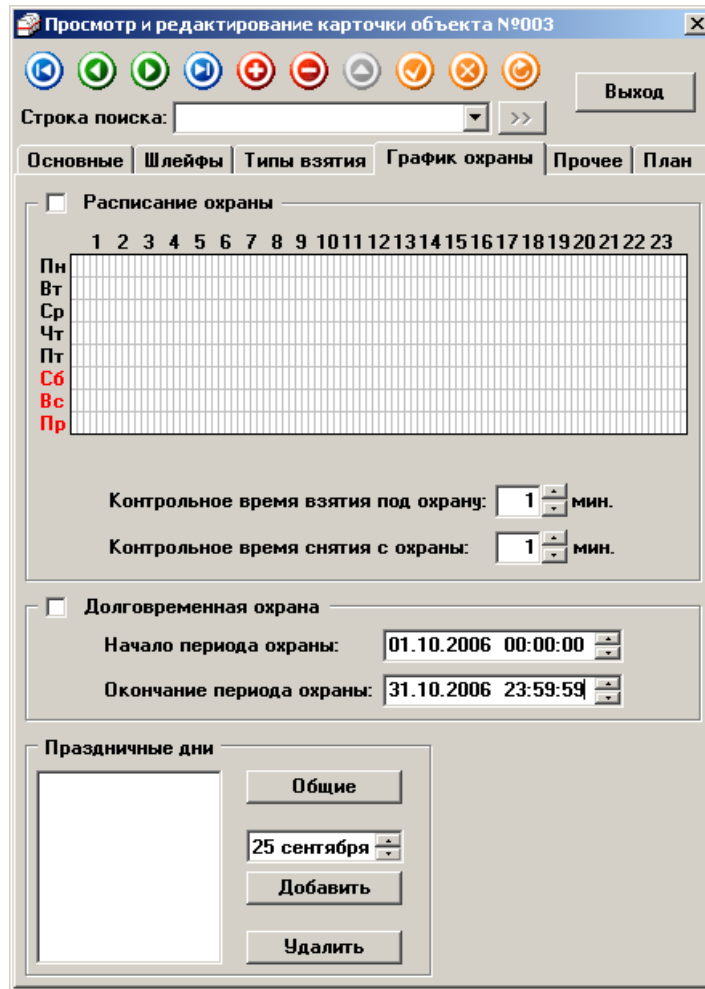 Просмотр и редактирование карточки объекта №003
Выход
Строка поиска:
>>
Основные Шлейфы Типы взятия График охраны Прочее План
Расписание охраны
1 2 3 4 5 6 7 8 9 10 11 12 13 14 15 16 17 18 19 20 21 22 23
Пн
Вт
Ср
Чт
Пт
Сб
Вс
Пр
Контрольное время взятия под охрану: 1 мин.
Контрольное время снятия с охраны: 1 мин.
Долговременная охрана
Начало периода охраны: 01.10.2006 00:00:00
Окончание периода охраны: 31.10.2006 23:59:59
Праздничные дни
Общие
25 сентября
Добавить
Удалить